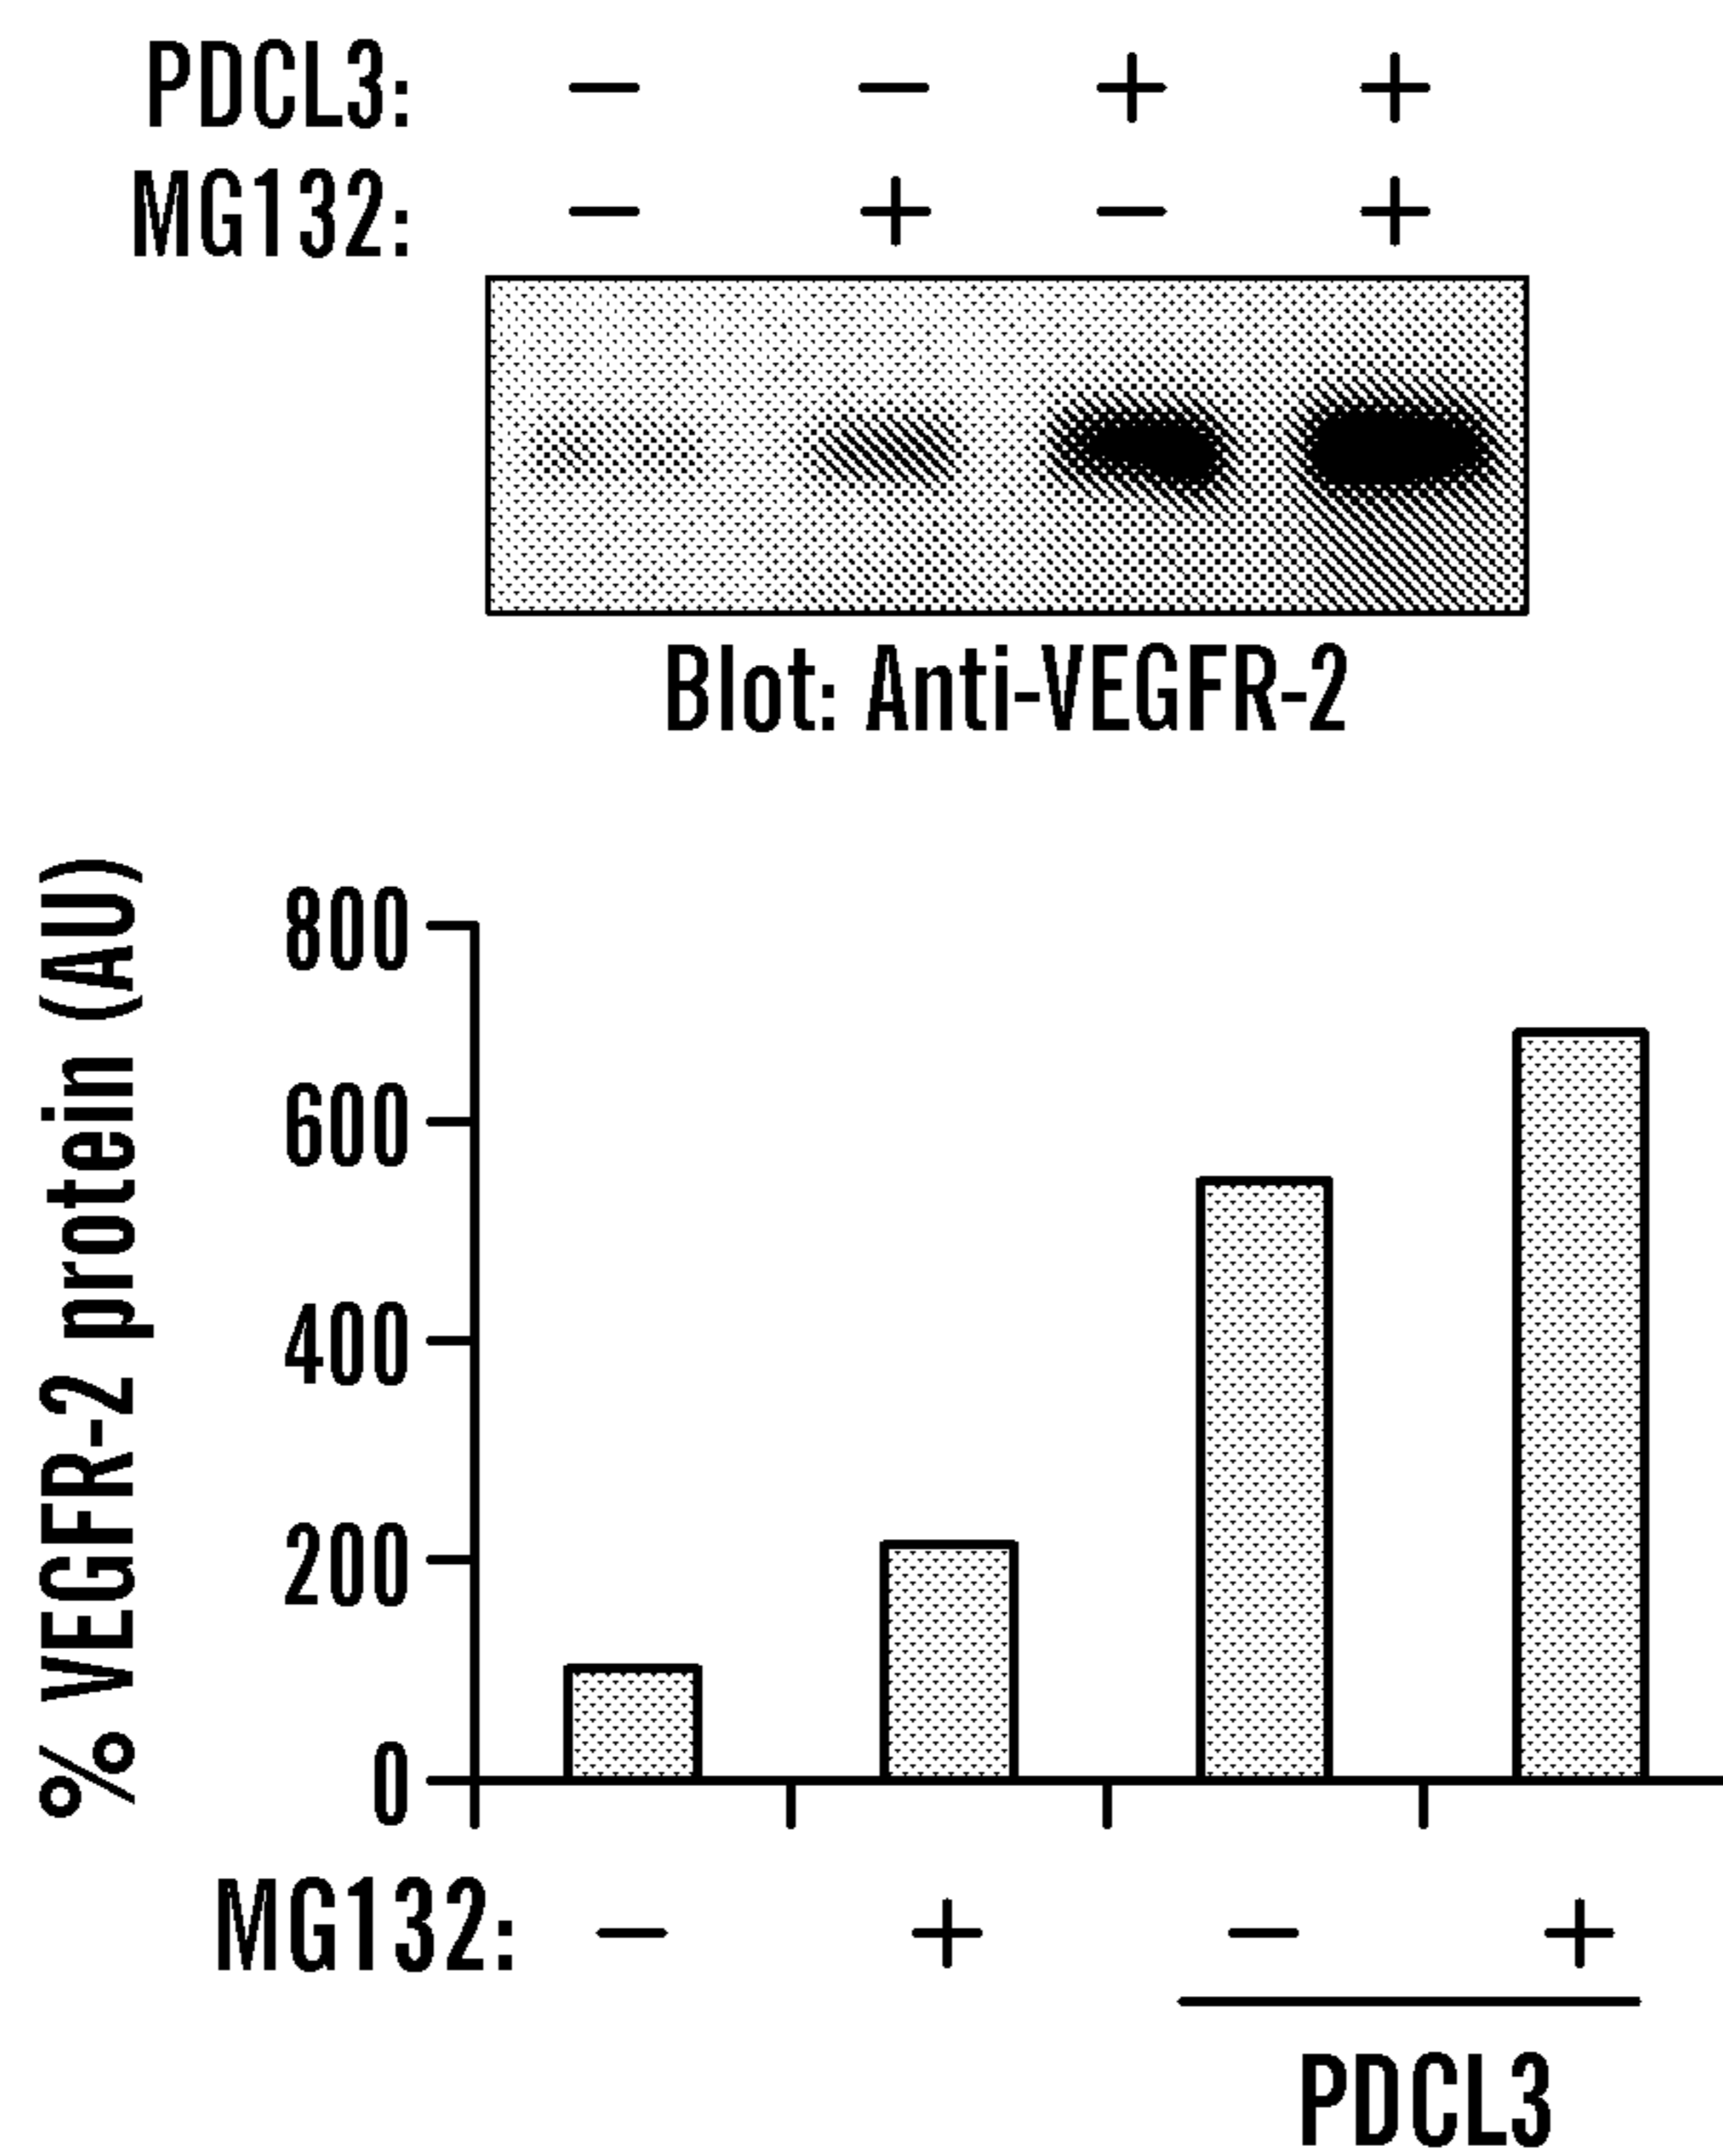 PDCL3: – – + +
MG132: – + – +
Blot: Anti-VEGFR-2
% VEGFR-2 protein (AU)
800
600
400
200
0
MG132: – + – +
PDCL3